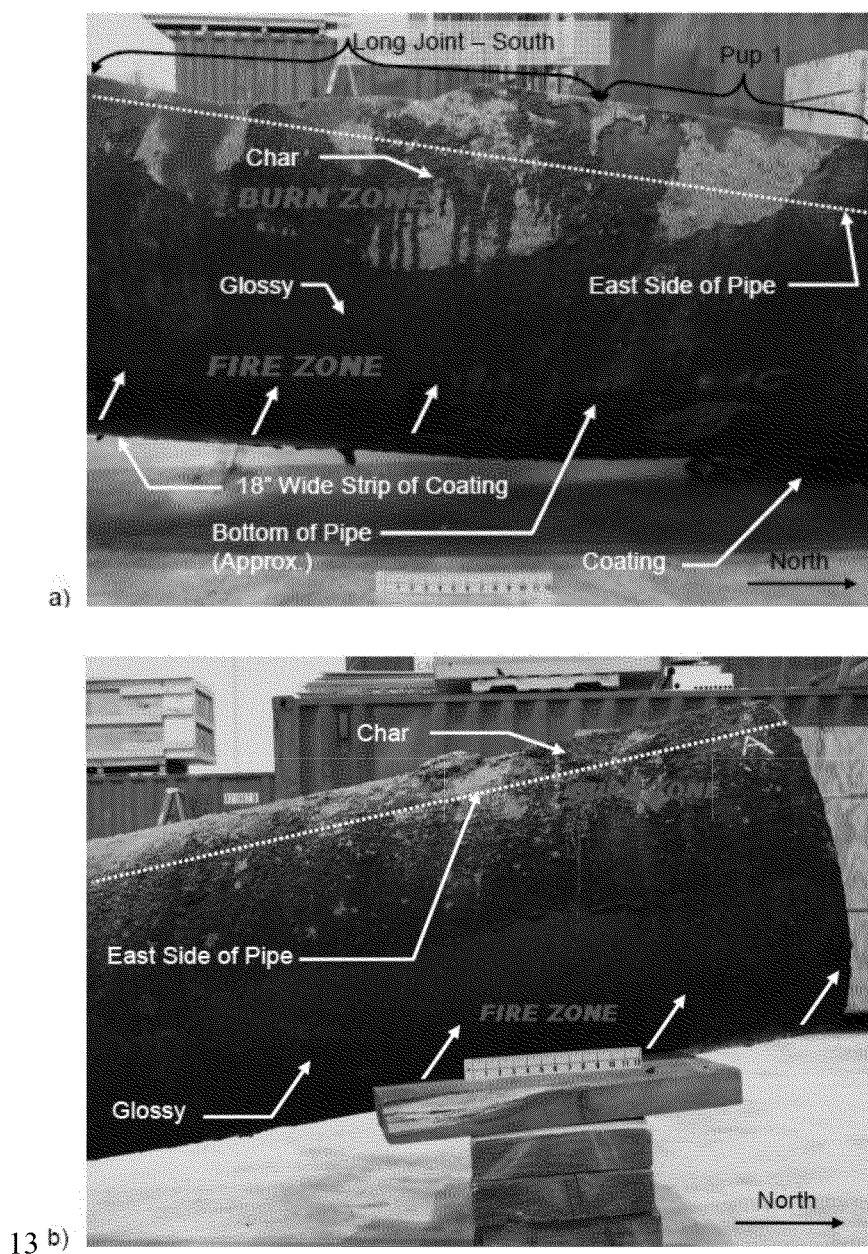 Long Joint – South
Pup 1
Char
BURN ZONE
Glossy
East Side of Pipe
FIRE ZONE
18" Wide Strip of Coating
Bottom of Pipe
(Approx.)
Coating
North
a)
Char
BURN ZONE
A
East Side of Pipe
FIRE ZONE
Glossy
North
13 b)